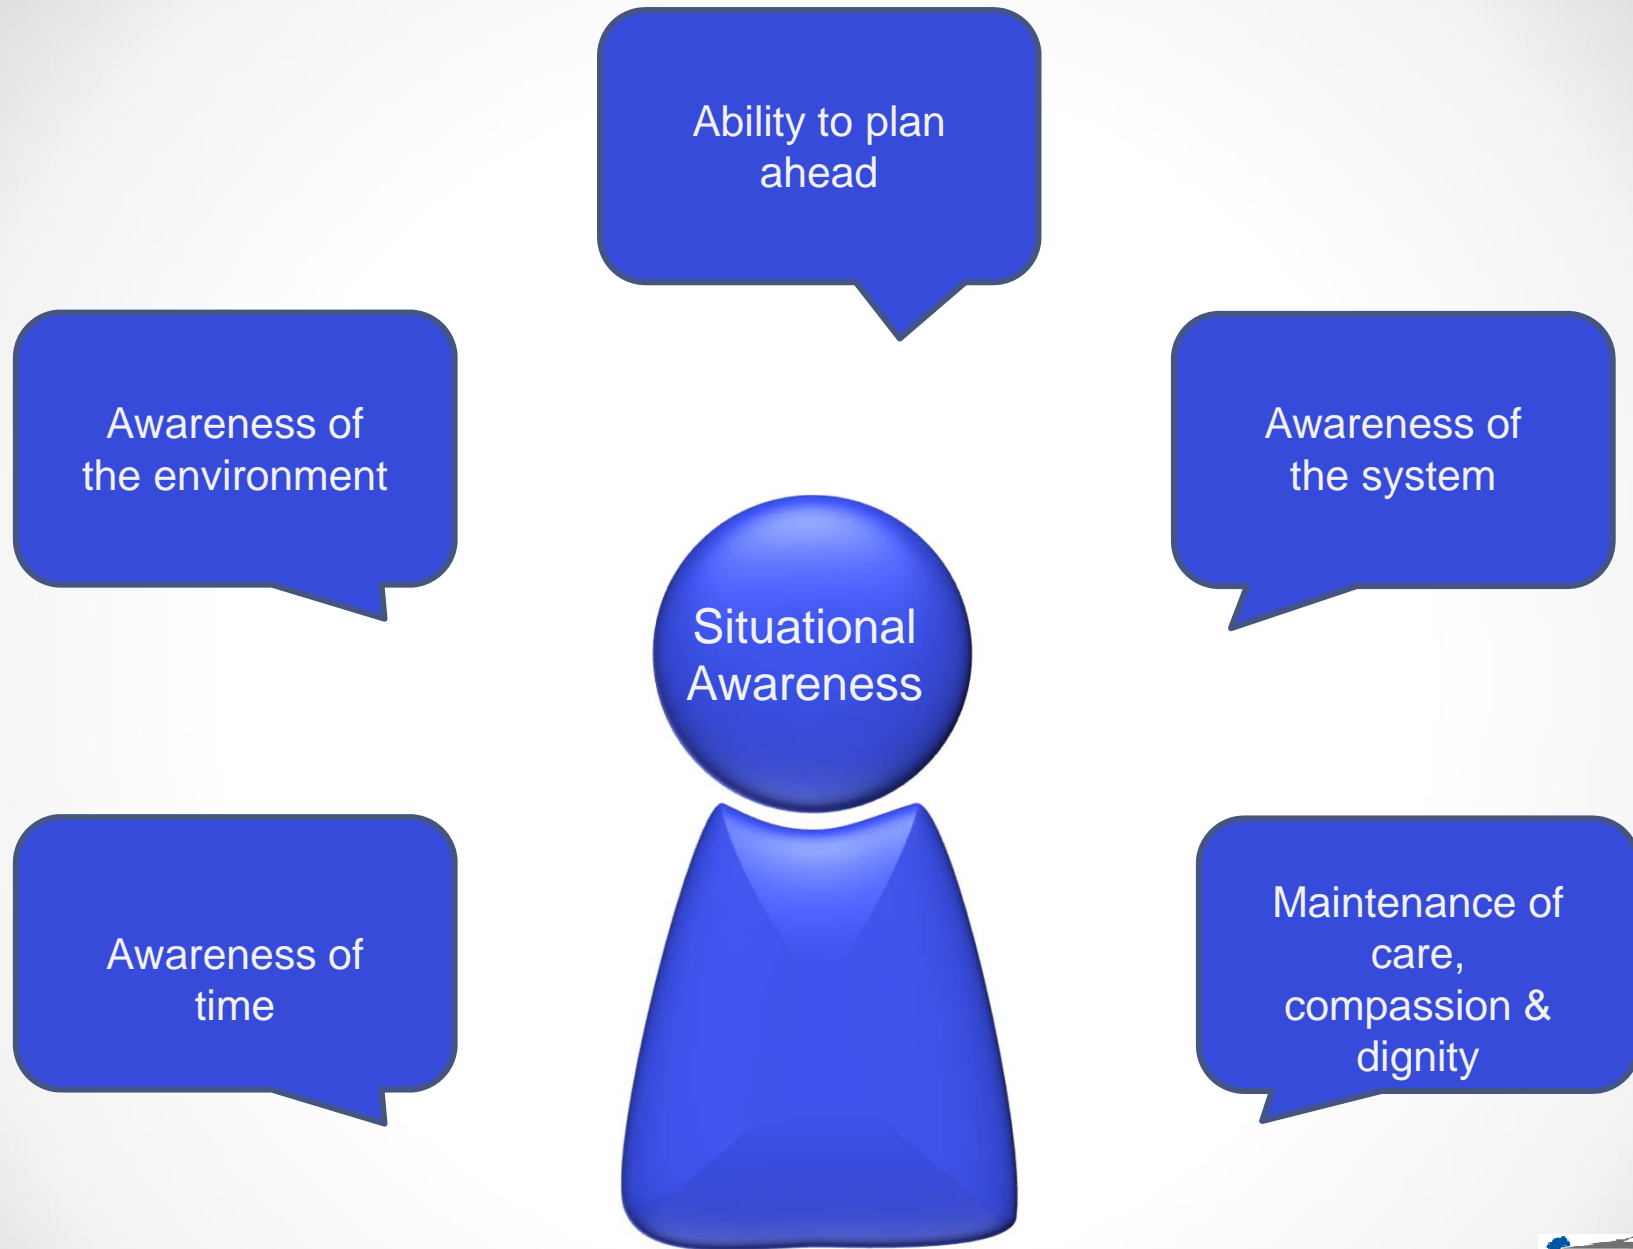 Ability to plan
ahead
Awareness of
the environment
Awareness of
the system
Situational
Awareness
Awareness of
time
Maintenance of
care,
compassion &
dignity